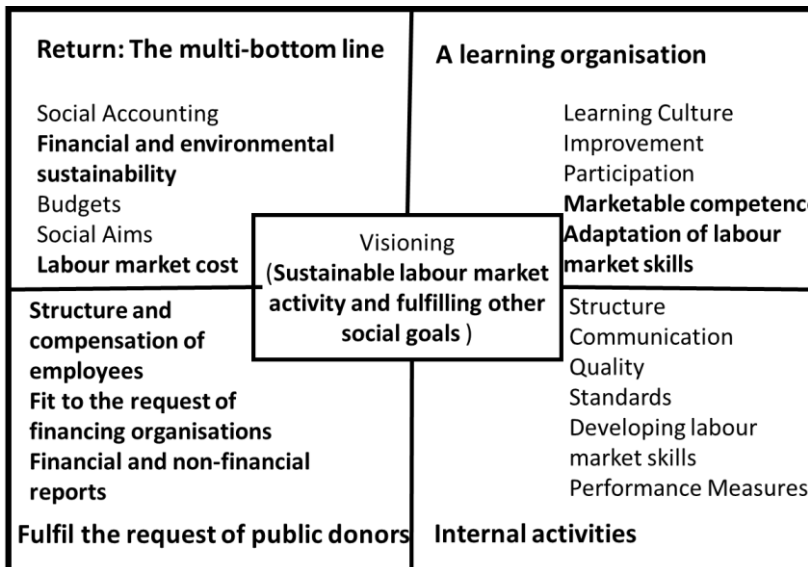 Return: The multi-bottom line
Social Accounting
Financial and environmental
sustainability
Budgets
Social Aims
Labour market cost
A learning organisation
Learning Culture
Improvement
Participation
Marketable competence
Adaptation of labour
market skills
Visioning
(Sustainable labour market
activity and fulfilling other
social goals )
Structure and
compensation of
employees
Fit to the request of
financing organisations
Financial and non-financial
reports
Fulfil the request of public donors
Structure
Communication
Quality
Standards
Developing labour
market skills
Performance Measures
Internal activities